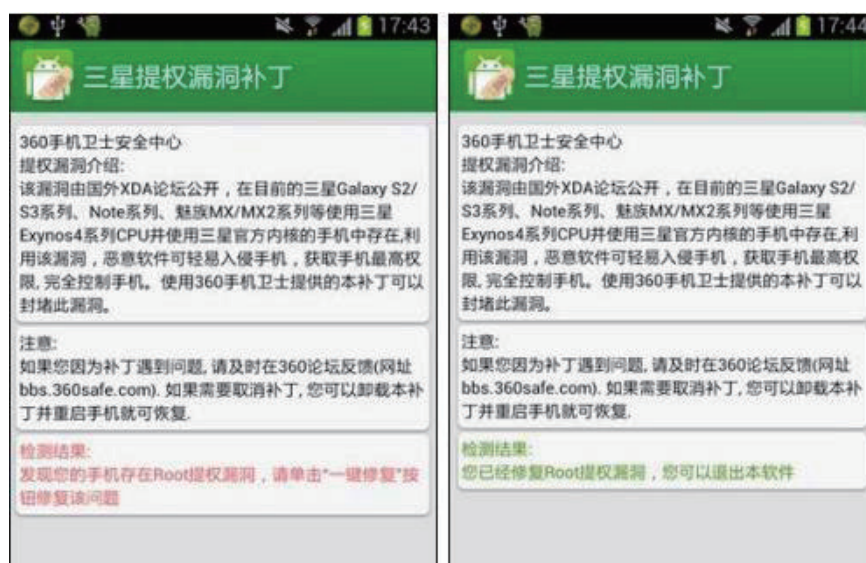 17:43
三星提权漏洞补丁
360手机卫士安全中心
提权漏洞介绍:
该漏洞由国外XDA论坛公开，在目前的三星Galaxy S2/
S3系列、Note系列、魅族MX/MX2系列等使用三星
Exynos4系列CPU并使用三星官方内核的手机中存在,利
用该漏洞，恶意软件可轻易入侵手机，获取手机最高权
限,完全控制手机。使用360手机卫士提供的本补丁可以
封堵此漏洞。
注意:
如果您因为补丁遇到问题,请及时在360论坛反馈(网址
bbs.360safe.com). 如果需要取消补丁,您可以卸载本补
丁并重启手机就可恢复.
检测结果:
发现您的手机存在Root提权漏洞，请单击"一键修复"按
钮修复该问题
17:44
三星提权漏洞补丁
360手机卫士安全中心
提权漏洞介绍:
该漏洞由国外XDA论坛公开，在目前的三星Galaxy S2/
S3系列、Note系列、魅族MX/MX2系列等使用三星
Exynos4系列CPU并使用三星官方内核的手机中存在,利
用该漏洞，恶意软件可轻易入侵手机，获取手机最高权
限,完全控制手机。使用360手机卫士提供的本补丁可以
封堵此漏洞。
注意:
如果您因为补丁遇到问题,请及时在360论坛反馈(网址
bbs.360safe.com). 如果需要取消补丁,您可以卸载本补
丁并重启手机就可恢复.
检测结果:
您已经修复Root提权漏洞，您可以退出本软件